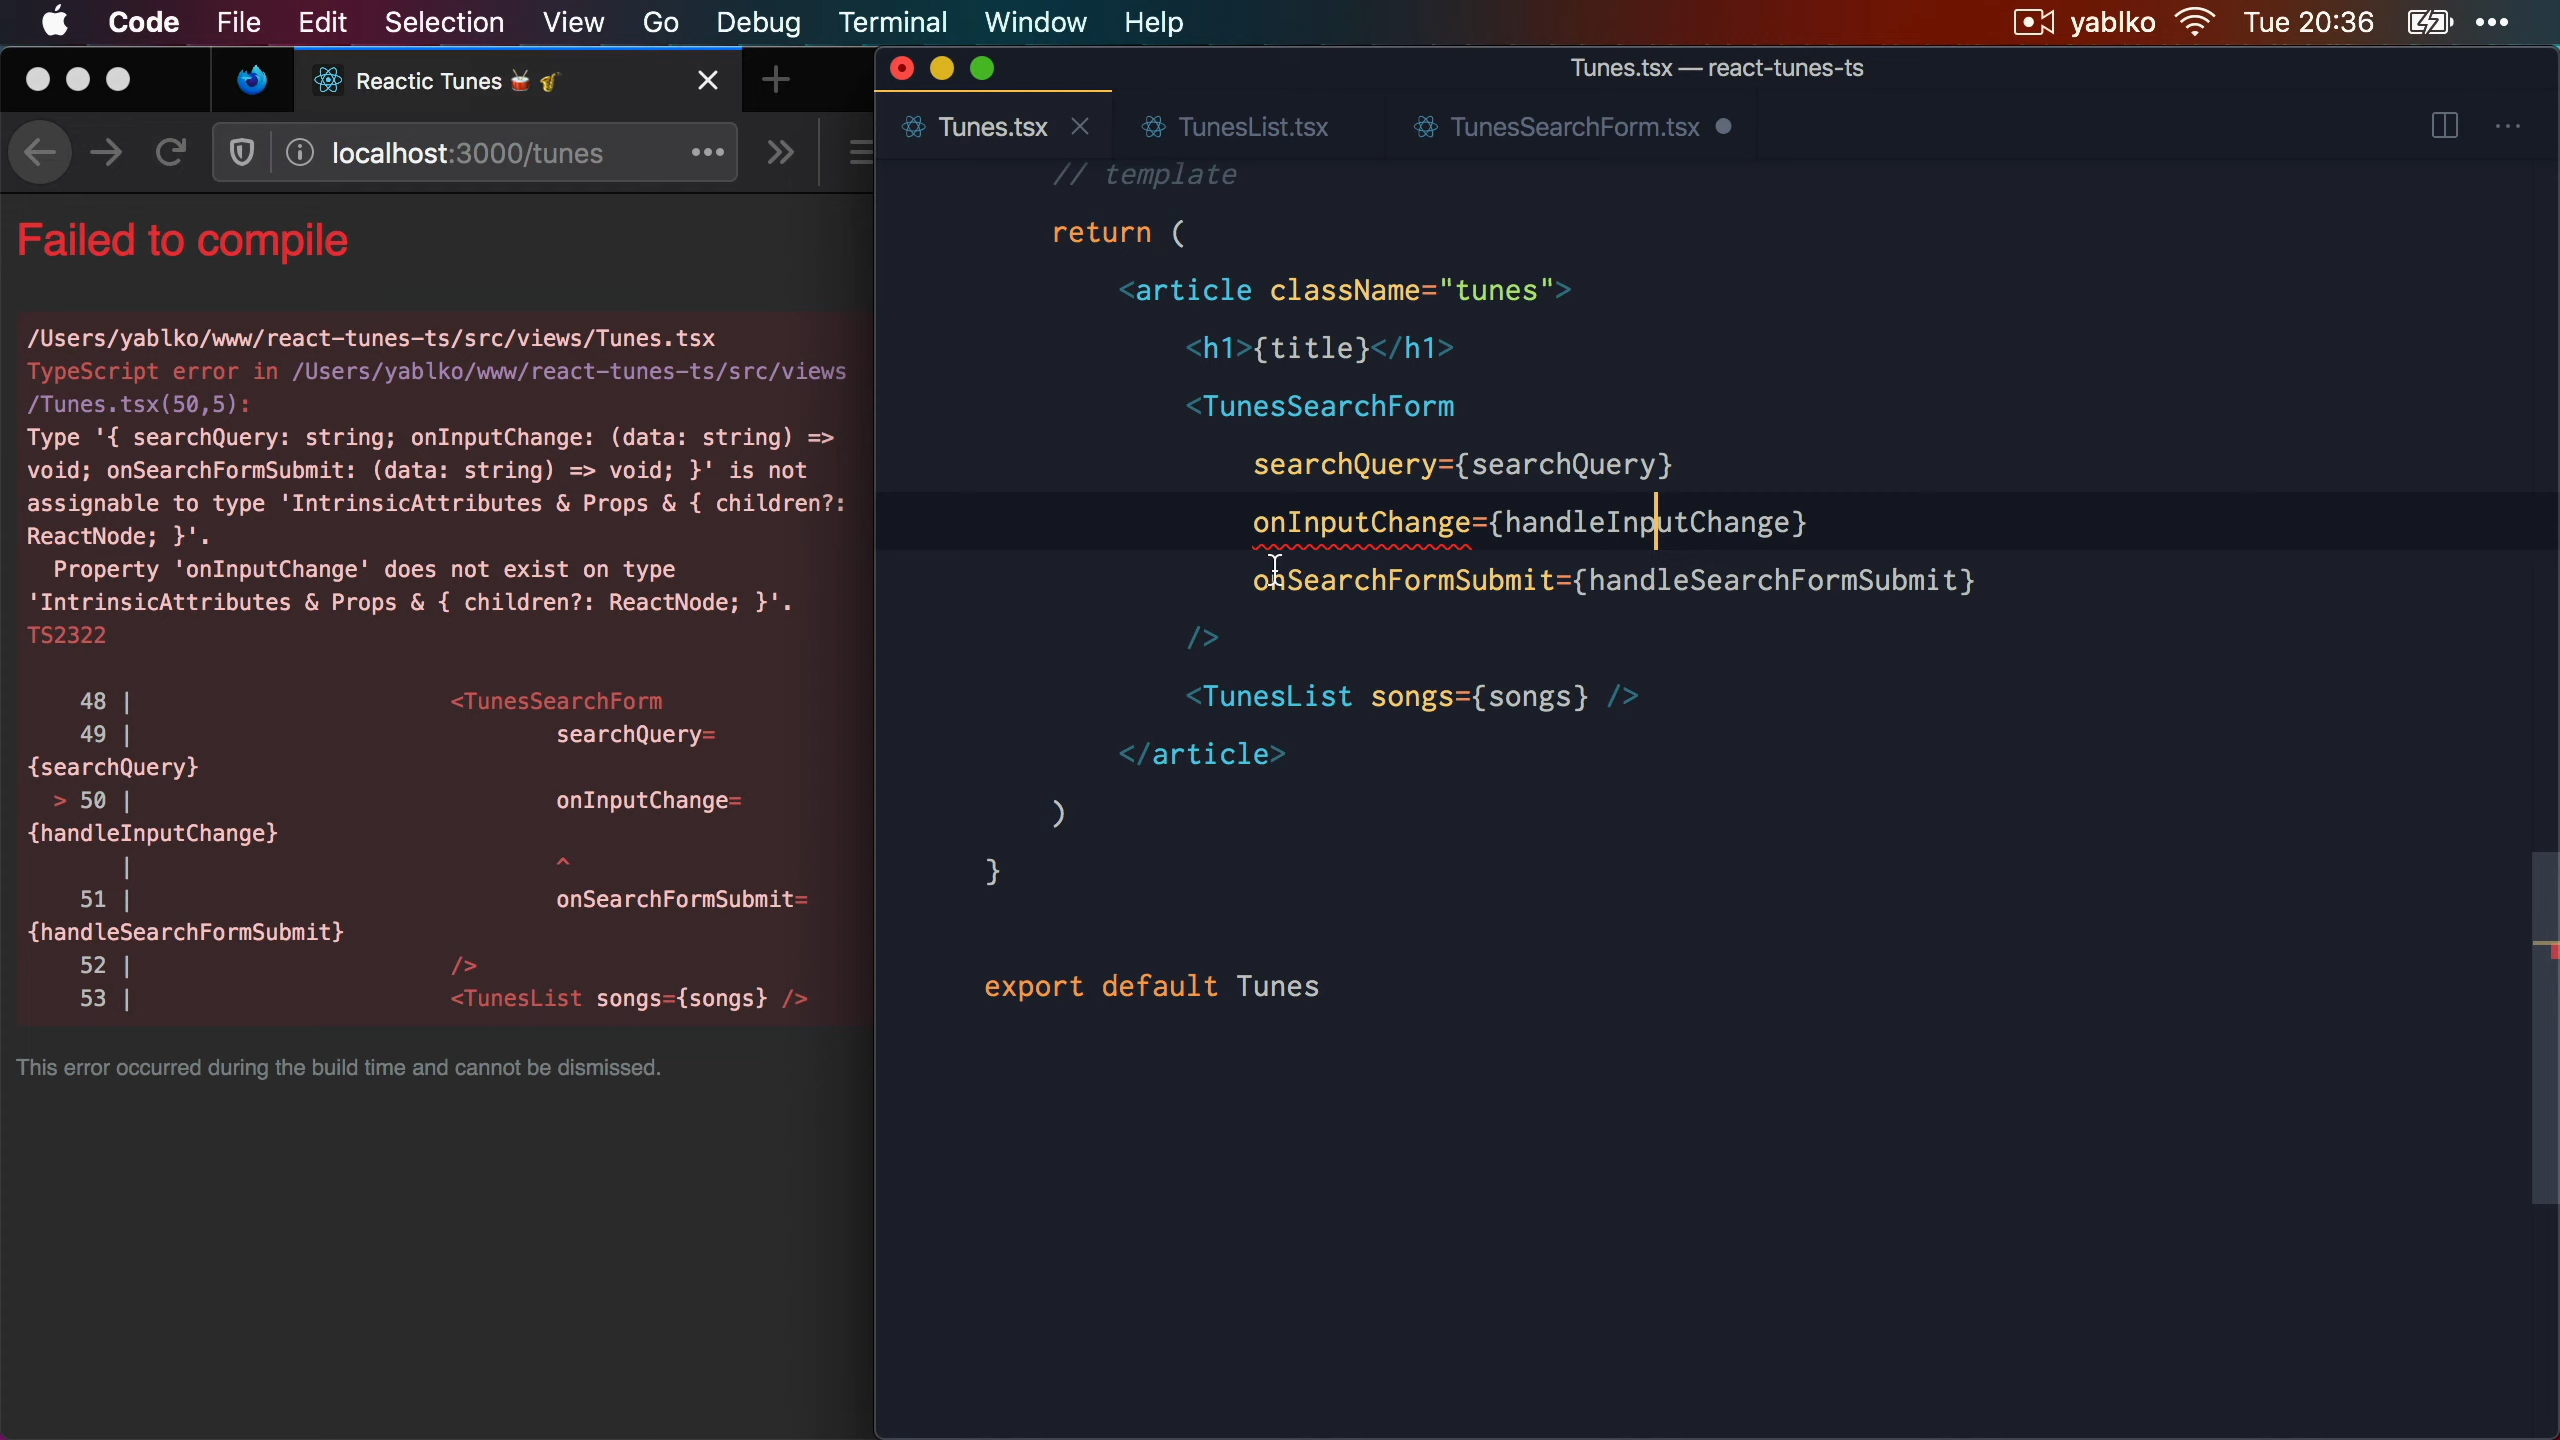 Code File Edit Selection View Go Debug Terminal Window Help yablko Tue 20:36
Reactic Tunes
localhost:3000/tunes
Failed to compile
/Users/yablko/www/react-tunes-ts/src/views/Tunes.tsx
TypeScript error in /Users/yablko/www/react-tunes-ts/src/views
/Tunes.tsx(50,5):
Type '{ searchQuery: string; onInputChange: (data: string) =>
void; onSearchFormSubmit: (data: string) => void; }' is not
assignable to type 'IntrinsicAttributes & Props & { children?:
ReactNode; }'.
Property 'onInputChange' does not exist on type
'IntrinsicAttributes & Props & { children?: ReactNode; }'.
TS2322
48 | <TunesSearchForm
49 | searchQuery=
{searchQuery}
> 50 | onInputChange=
{handleInputChange}
| ^
51 | onSearchFormSubmit=
{handleSearchFormSubmit}
52 | />
53 | <TunesList songs={songs} />
This error occurred during the build time and cannot be dismissed.
Tunes.tsx — react-tunes-ts
Tunes.tsx TunesList.tsx TunesSearchForm.tsx
// template
return (
<article className="tunes">
<h1>{title}</h1>
<TunesSearchForm
searchQuery={searchQuery}
onInputChange={handleInputChange}
onSearchFormSubmit={handleSearchFormSubmit}
/>
<TunesList songs={songs} />
</article>
)
}
export default Tunes